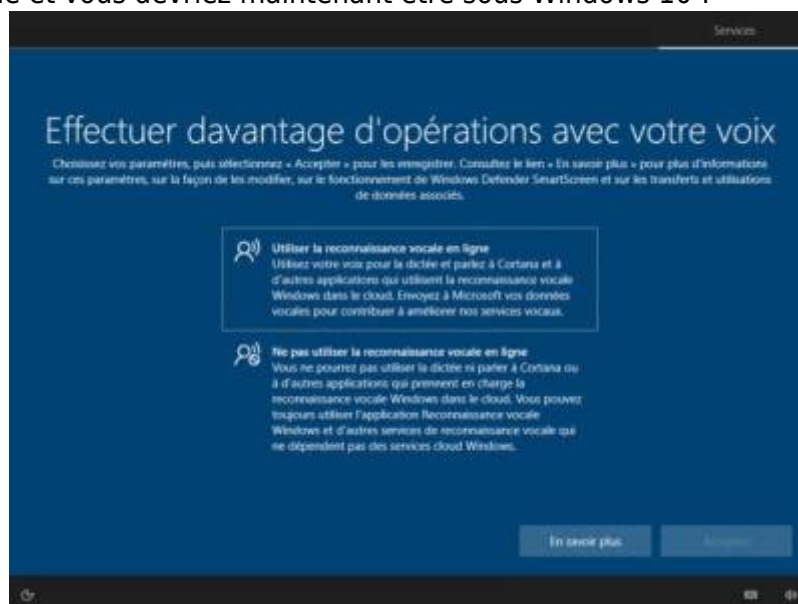 et vous devriez maintenant être sous Windows 10 !
Services
Effectuer davantage d'opérations avec votre voix
Choisissez vos paramètres, puis sélectionnez « Accepter » pour les enregistrer. Consultez le lien « En savoir plus » pour plus d'informations
sur ces paramètres, sur la façon de les modifier, sur le fonctionnement de Windows Defender SmartScreen et sur les transferts et utilisations
de données associés.
Utiliser la reconnaissance vocale en ligne
Utilisez votre voix pour la dictée et parlez à Cortana et à
d'autres applications qui utilisent la reconnaissance vocale
Windows dans le cloud. Envoyez à Microsoft vos données
vocales pour contribuer à améliorer nos services vocaux.
Ne pas utiliser la reconnaissance vocale en ligne
Vous ne pourrez pas utiliser la dictée ni parler à Cortana ou
à d'autres applications qui prennent en charge la
reconnaissance vocale Windows dans le cloud. Vous pouvez
toujours utiliser l'application Reconnaissance vocale
Windows et d'autres services de reconnaissance vocale qui
ne dépendent pas des services cloud Windows.
En savoir plus
Accepter